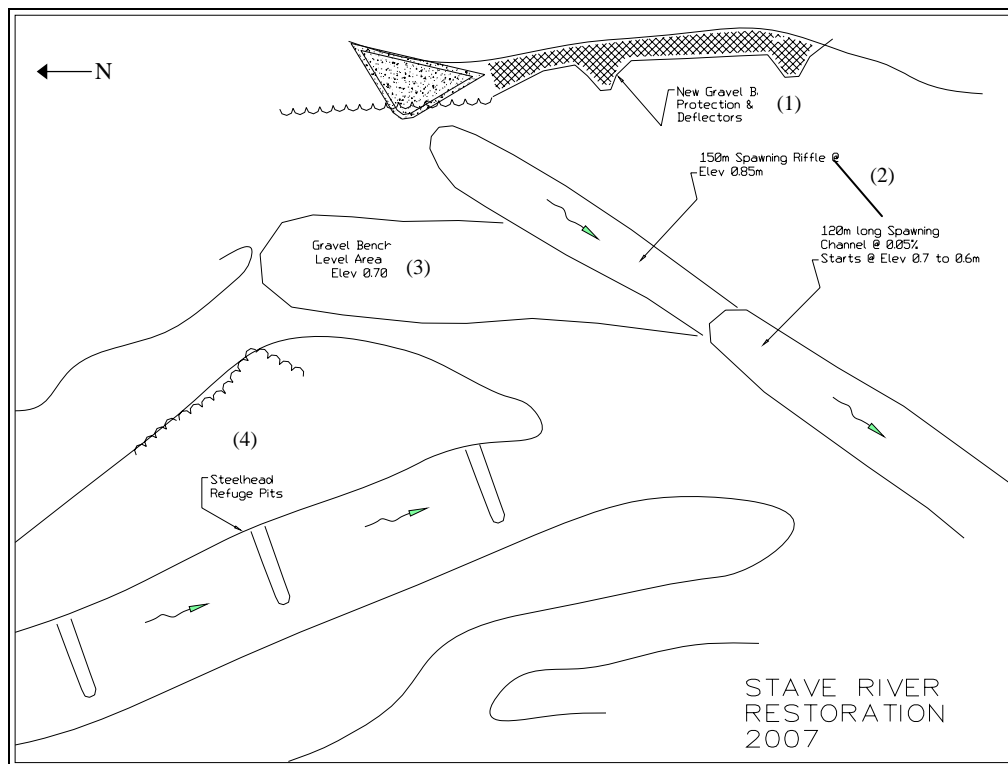 N
New Gravel B
Protection &
Deflectors
(1)
150m Spawning Riffle @
Elev 0.85m
(2)
120m long Spawning
Channel @ 0.05%
Starts @ Elev 0.7 to 0.6m
Gravel Bench
Level Area
Elev 0.70
(3)
(4)
Steelhead
Refuge Pits
STAVE RIVER
RESTORATION
2007